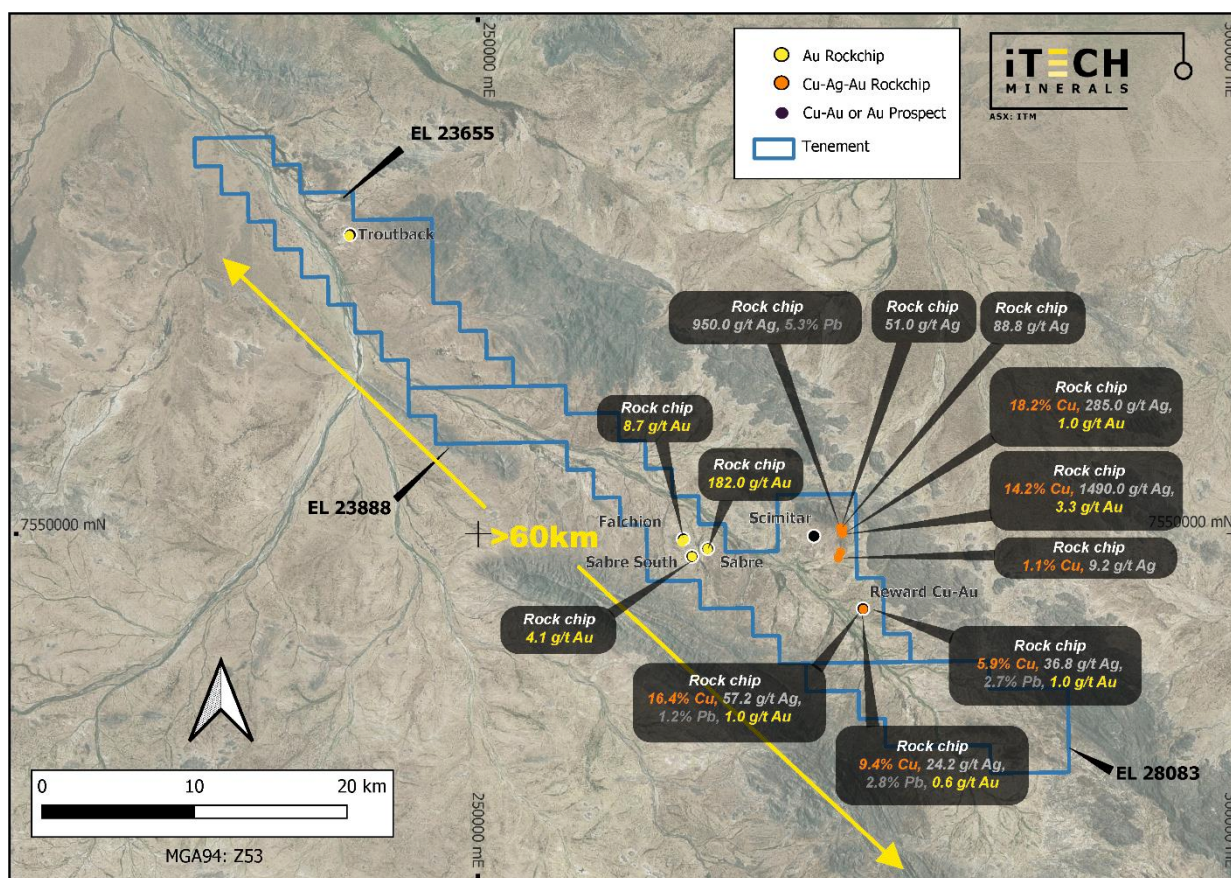 250000 mE
300000 mE
Au Rockchip
Cu-Ag-Au Rockchip
Cu-Au or Au Prospect
Tenement
iTECH
MINERALS
ASX: ITM
EL 23655
Troutback
Rock chip
950.0 g/t Ag, 5.3% Pb
Rock chip
51.0 g/t Ag
Rock chip
88.8 g/t Ag
Rock chip
18.2% Cu, 285.0 g/t Ag,
1.0 g/t Au
Rock chip
8.7 g/t Au
Rock chip
182.0 g/t Au
Rock chip
14.2% Cu, 1490.0 g/t Ag,
3.3 g/t Au
EL 23888
7550000 mN
>60km
Falchion
Scimitar
7550000 mN
Sabre South
Sabre
Rock chip
1.1% Cu, 9.2 g/t Ag
Reward Cu-Au
Rock chip
4.1 g/t Au
Rock chip
5.9% Cu, 36.8 g/t Ag,
2.7% Pb, 1.0 g/t Au
Rock chip
16.4% Cu, 57.2 g/t Ag,
1.2% Pb, 1.0 g/t Au
Rock chip
9.4% Cu, 24.2 g/t Ag,
2.8% Pb, 0.6 g/t Au
EL 28083
0 10 20 km
MGA94: Z53
250000 mE